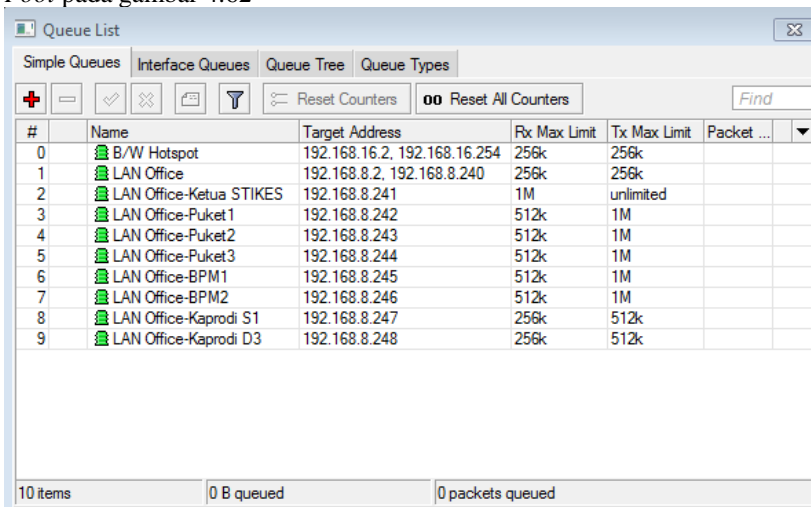 Pool pada gambar 4.62
Queue List
Simple Queues Interface Queues Queue Tree Queue Types
Reset Counters 00 Reset All Counters Find
# Name Target Address Rx Max Limit Tx Max Limit Packet ...
0 B/W Hotspot 192.168.16.2, 192.168.16.254 256k 256k
1 LAN Office 192.168.8.2, 192.168.8.240 256k 256k
2 LAN Office-Ketua STIKES 192.168.8.241 1M unlimited
3 LAN Office-Puket1 192.168.8.242 512k 1M
4 LAN Office-Puket2 192.168.8.243 512k 1M
5 LAN Office-Puket3 192.168.8.244 512k 1M
6 LAN Office-BPM1 192.168.8.245 512k 1M
7 LAN Office-BPM2 192.168.8.246 512k 1M
8 LAN Office-Kaprodi S1 192.168.8.247 256k 512k
9 LAN Office-Kaprodi D3 192.168.8.248 256k 512k
10 items 0 B queued 0 packets queued